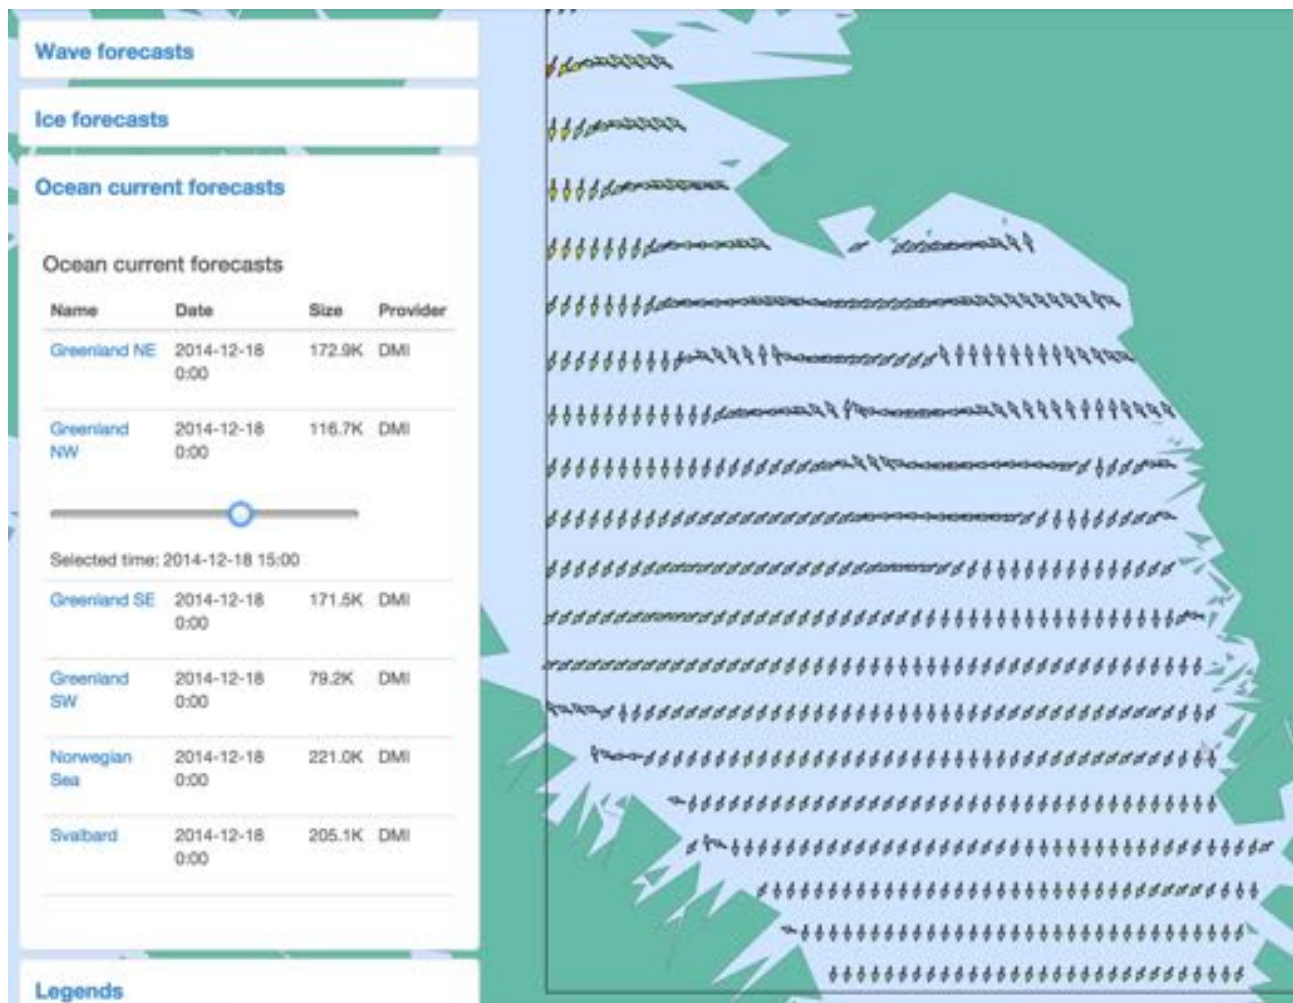 Wave forecasts
Ice forecasts
Ocean current forecasts
Ocean current forecasts
Name Date Size Provider
Greenland NE 2014-12-18 172.9K DMI
0:00
Greenland 2014-12-18 116.7K DMI
NW 0:00
Selected time: 2014-12-18 15:00
Greenland SE 2014-12-18 171.5K DMI
0:00
Greenland 2014-12-18 79.2K DMI
SW 0:00
Norwegian 2014-12-18 221.0K DMI
Sea 0:00
Svalbard 2014-12-18 205.1K DMI
0:00
Legends